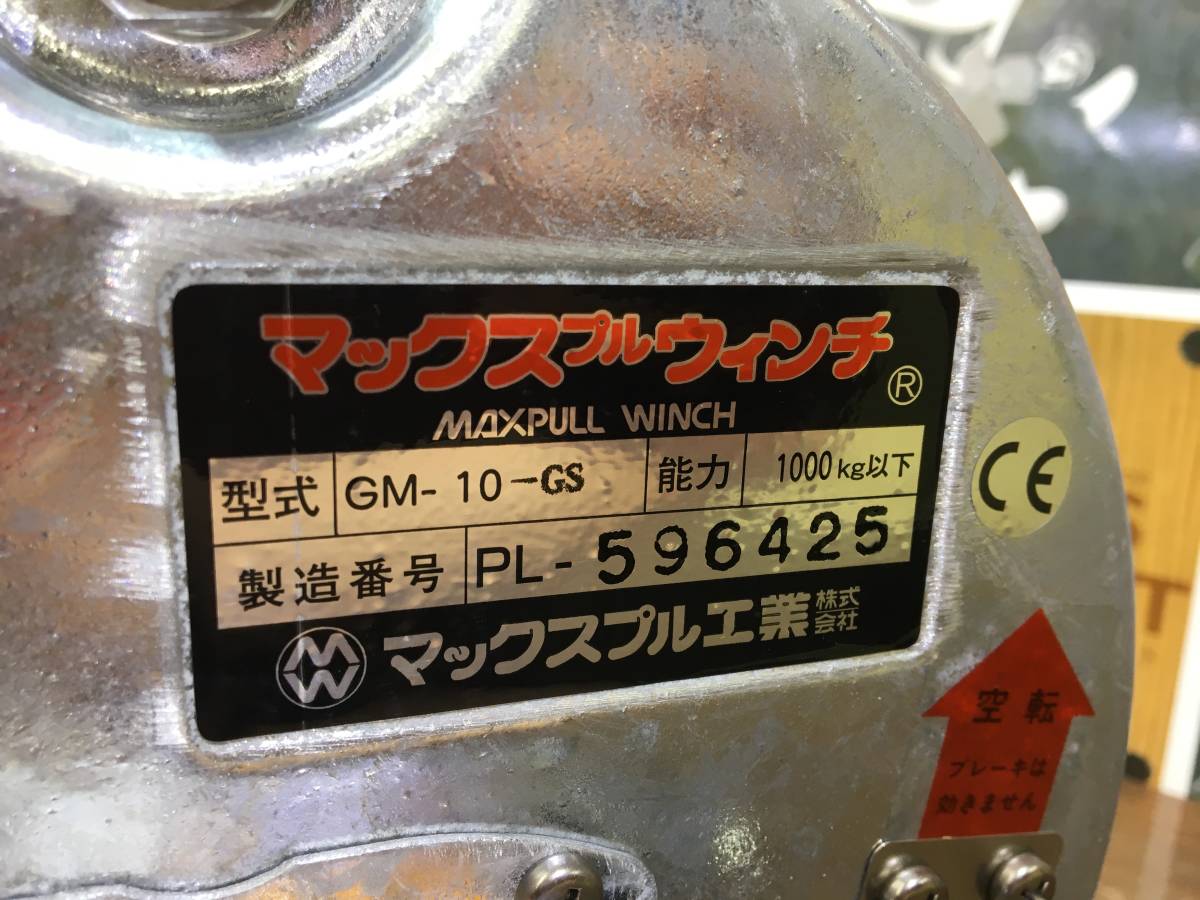 マックスプルウィンチ®
MAXPULL WINCH
型式 GM-10-GS 能力 1000kg以下
製造番号 PL-596425
MW マックスプル工業株式会社
CE
空転
ブレーキは
効きません